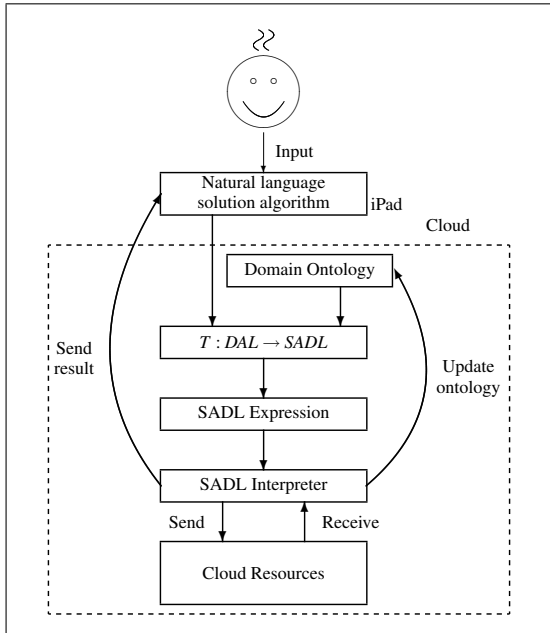 Input
Natural language
solution algorithm
iPad
Cloud
Domain Ontology
T : DAL → SADL
Send
result
Update
ontology
SADL Expression
SADL Interpreter
Send
Receive
Cloud Resources